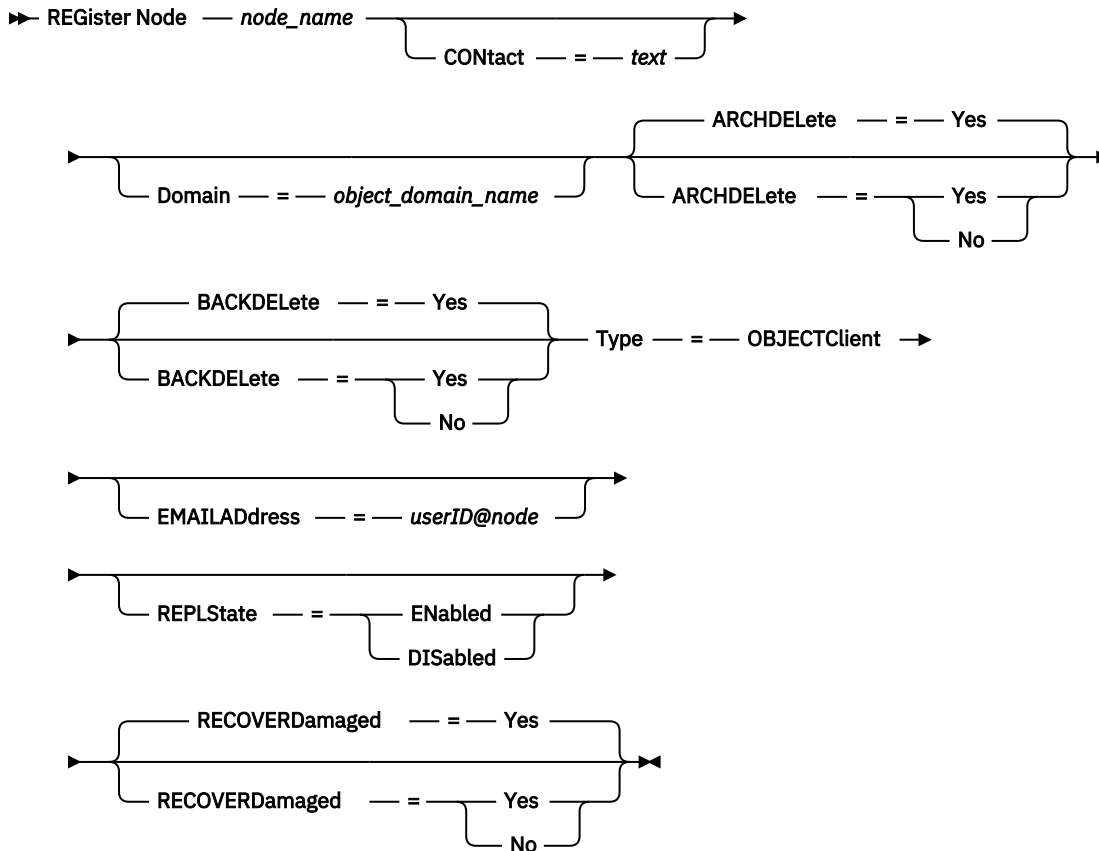 REGister Node — node_name
CONtact — = — text
ARCHDELete — = — Yes
Domain — = — object_domain_name
ARCHDELete = Yes
No
BACKDELete — = — Yes
Type — = — OBJECTClient
BACKDELete = Yes
No
EMAILADdress — = — userID@node
REPLState — = ENabled
DISabled
RECOVERDamaged — = — Yes
RECOVERDamaged — = Yes
No